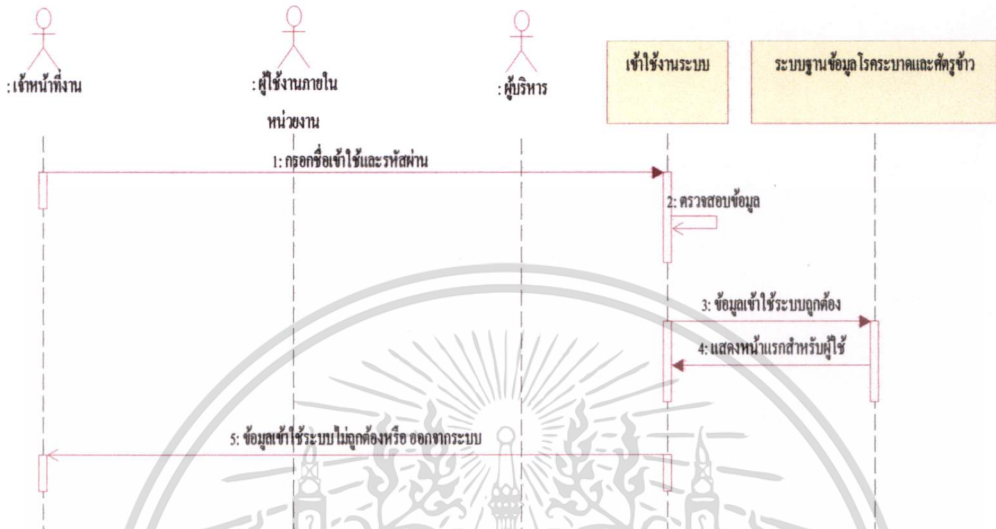 : เจ้าหน้าที่งาน
: ผู้ใช้งานภายใน
หน่วยงาน
: ผู้บริหาร
เข้าใช้งานระบบ
ระบบฐานข้อมูลโรคระบาดและศัตรูข้าว
1: กรอกชื่อเข้าใช้และรหัสผ่าน
2: ตรวจสอบข้อมูล
3: ข้อมูลเข้าใช้ระบบถูกต้อง
4: แสดงหน้าแรกสำหรับผู้ใช้
5: ข้อมูลเข้าใช้ระบบไม่ถูกต้องหรือ ออกจากระบบ